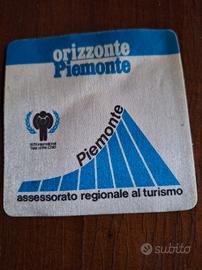 orizzonte
Piemonte
Piemonte
assessorato regionale al turismo
subito